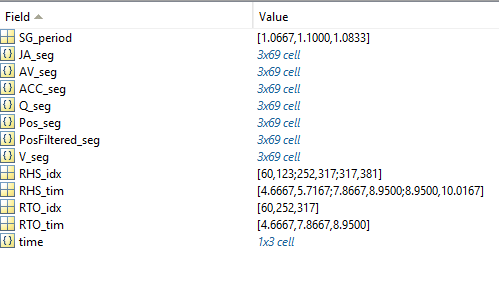 Field Value
SG_period [1.0667,1.1000,1.0833]
JA_seg 3x69 cell
AV_seg 3x69 cell
ACC_seg 3x69 cell
Q_seg 3x69 cell
Pos_seg 3x69 cell
PosFiltered_seg 3x69 cell
V_seg 3x69 cell
RHS_idx [60,123;252,317;317,381]
RHS_tim [4.6667,5.7167;7.8667,8.9500;8.9500,10.0167]
RTO_idx [60,252,317]
RTO_tim [4.6667,7.8667,8.9500]
time 1x3 cell